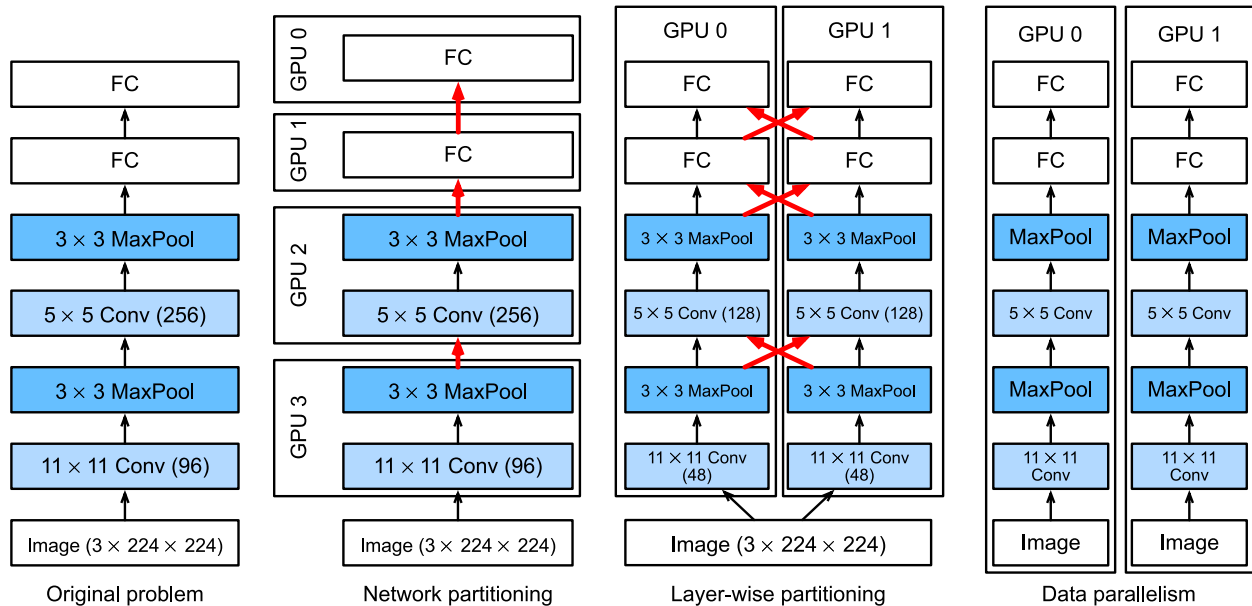 FC
FC
3 × 3 MaxPool
5 × 5 Conv (256)
3 × 3 MaxPool
11 × 11 Conv (96)
Image (3 × 224 × 224)
Original problem
GPU 0
FC
GPU 1
FC
GPU 2
3 × 3 MaxPool
5 × 5 Conv (256)
GPU 3
3 × 3 MaxPool
11 × 11 Conv (96)
Image (3 × 224 × 224)
Network partitioning
GPU 0
FC
FC
3 × 3 MaxPool
5 × 5 Conv (128)
3 × 3 MaxPool
11 × 11 Conv
(48)
GPU 1
FC
FC
3 × 3 MaxPool
5 × 5 Conv (128)
3 × 3 MaxPool
11 × 11 Conv
(48)
Image (3 × 224 × 224)
Layer-wise partitioning
GPU 0
FC
FC
MaxPool
5 × 5 Conv
MaxPool
11 × 11
Conv
Image
GPU 1
FC
FC
MaxPool
5 × 5 Conv
MaxPool
11 × 11
Conv
Image
Data parallelism